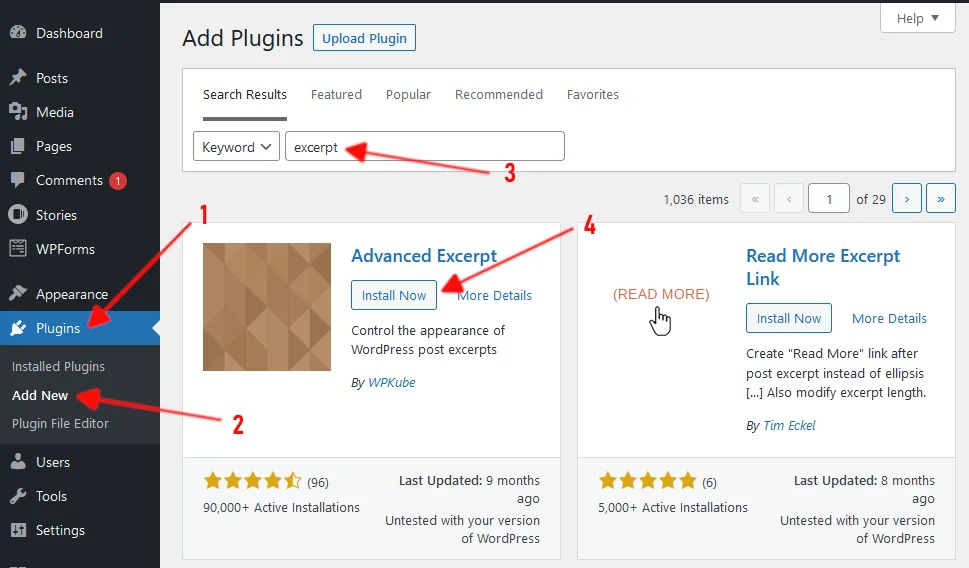 Dashboard
Posts
Media
Pages
Comments 1
Stories
WPForms
Appearance
Plugins
Installed Plugins
Add New
Plugin File Editor
Users
Tools
Settings
1
2
Help
Add Plugins
Upload Plugin
Search Results Featured Popular Recommended Favorites
Keyword excerpt
3
1,036 items « ‹ 1 of 29 › »
4
Advanced Excerpt
Install Now More Details
Control the appearance of
WordPress post excerpts
By WPKube
(96)
90,000+ Active Installations
Last Updated: 9 months
ago
Untested with your version
of WordPress
(READ MORE)
Read More Excerpt
Link
Install Now More Details
Create "Read More" link after
post excerpt instead of ellipsis
[...] Also modify excerpt length.
By Tim Eckel
(6)
5,000+ Active Installations
Last Updated: 8 months
ago
Untested with your version
of WordPress